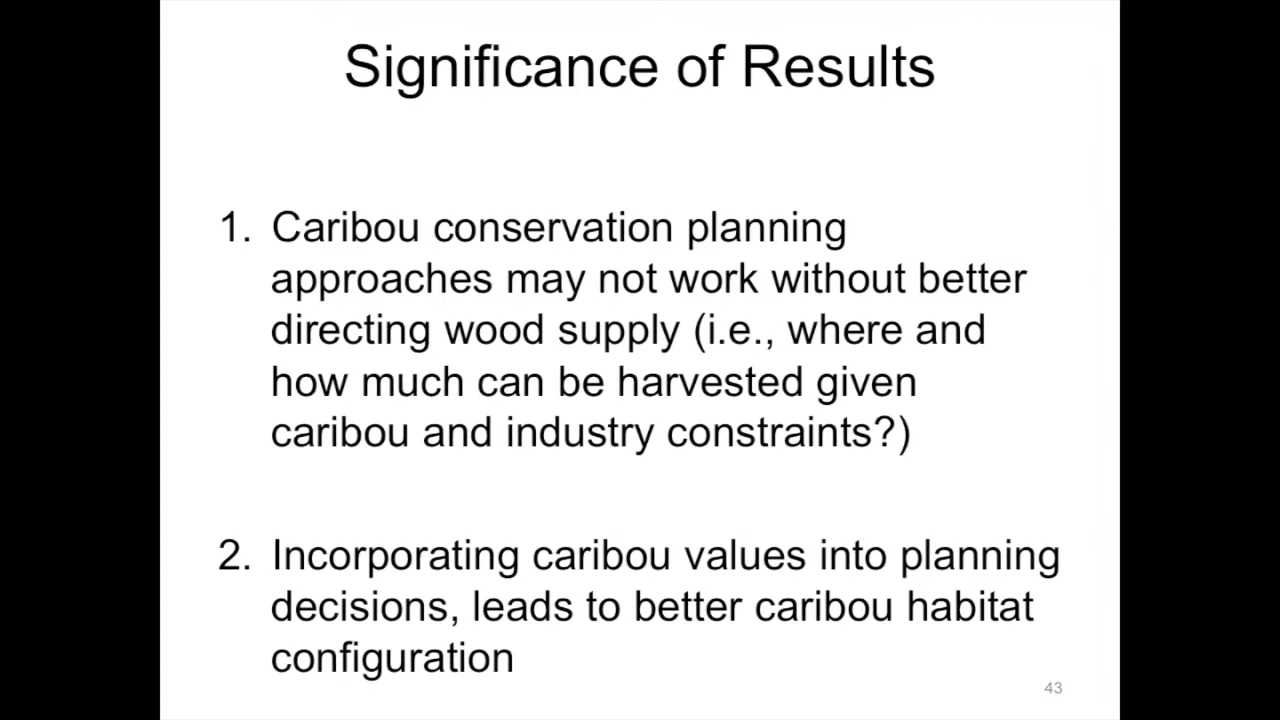 Significance of Results
1. Caribou conservation planning
approaches may not work without better
directing wood supply (i.e., where and
how much can be harvested given
caribou and industry constraints?)
2. Incorporating caribou values into planning
decisions, leads to better caribou habitat
configuration
43